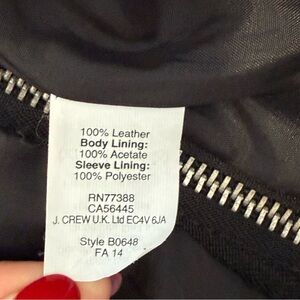 100% Leather
Body Lining:
100% Acetate
Sleeve Lining:
100% Polyester
RN77388
CA56445
J. CREW U.K. Ltd EC4V 6JA
Style B0648
FA 14